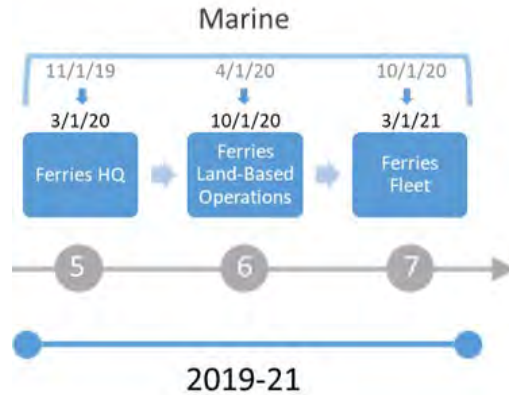 Marine
11/1/19
4/1/20
10/1/20
3/1/20
10/1/20
3/1/21
Ferries HQ
Ferries
Land-Based
Operations
Ferries
Fleet
5
6
7
2019-21